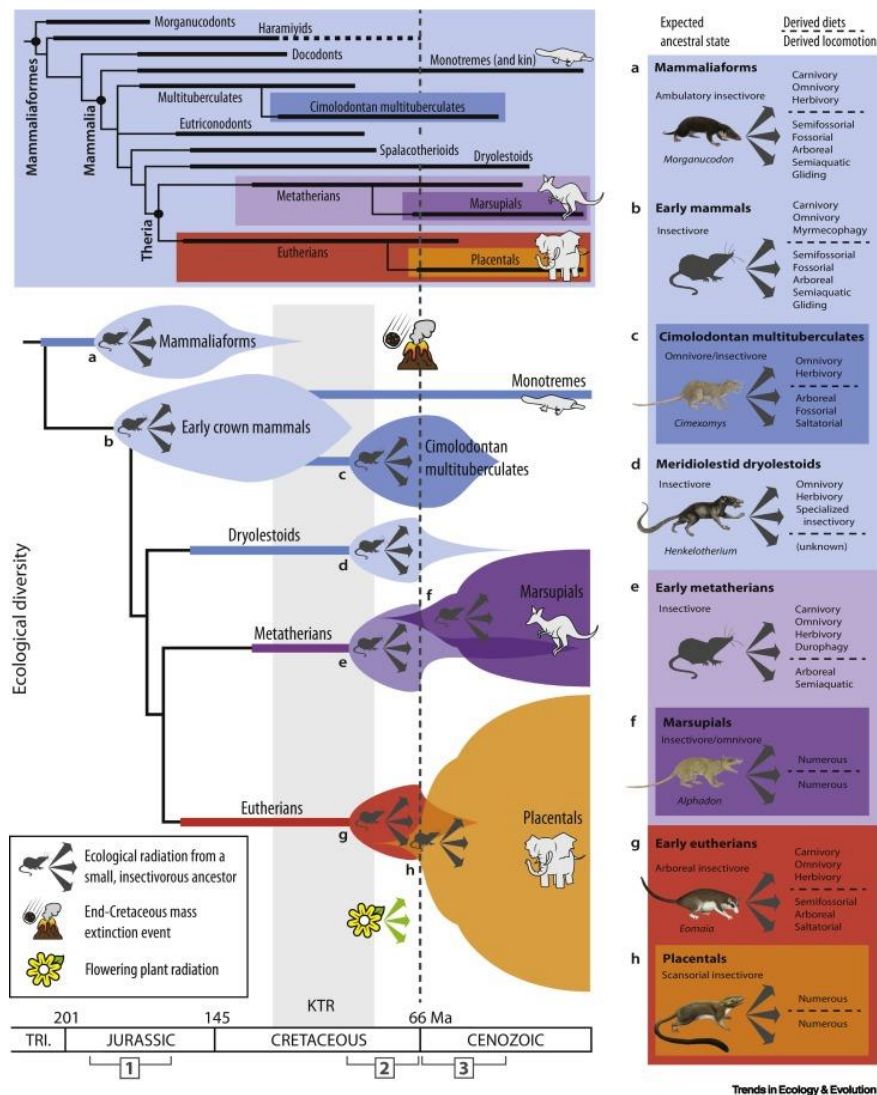 Morganucodonts
Haramiyids
Docodonts
Monotremes (and kin)
Multituberculates
Cimolodontan multituberculates
Eutriconodonts
Spalacotherioids
Dryolestoids
Metatherians
Marsupials
Eutherians
Placentals
Mammaliaformes
Mammalia
Theria
a
Mammaliaforms
b
Early crown mammals
Monotremes
c
Cimolodontan
multituberculates
Dryolestoids
d
f
Marsupials
Metatherians
e
Eutherians
Placentals
g
h
Ecological diversity
Ecological radiation from a
small, insectivorous ancestor
End-Cretaceous mass
extinction event
Flowering plant radiation
KTR
201
145
66 Ma
TRI.
JURASSIC
CRETACEOUS
CENOZOIC
1
2
3
Expected
ancestral state
Derived diets
Derived locomotion
a
Mammaliaforms
Ambulatory insectivore
Morganucodon
Carnivory
Omnivory
Herbivory
Semifossorial
Fossorial
Arboreal
Semiaquatic
Gliding
b
Early mammals
Insectivore
Carnivory
Omnivory
Myrmecophagy
Semifossorial
Fossorial
Arboreal
Semiaquatic
Gliding
c
Cimolodontan multituberculates
Omnivore/insectivore
Cimexomys
Omnivory
Herbivory
Arboreal
Fossorial
Saltatorial
d
Meridiolestid dryolestoids
Insectivore
Henkelotherium
Omnivory
Herbivory
Specialized
insectivory
(unknown)
e
Early metatherians
Insectivore
Carnivory
Omnivory
Herbivory
Durophagy
Arboreal
Semiaquatic
f
Marsupials
Insectivore/omnivore
Alphadon
Numerous
Numerous
g
Early eutherians
Arboreal insectivore
Eomaia
Carnivory
Omnivory
Herbivory
Semifossorial
Arboreal
Saltatorial
h
Placentals
Scansorial insectivore
Numerous
Numerous
Trends in Ecology & Evolution